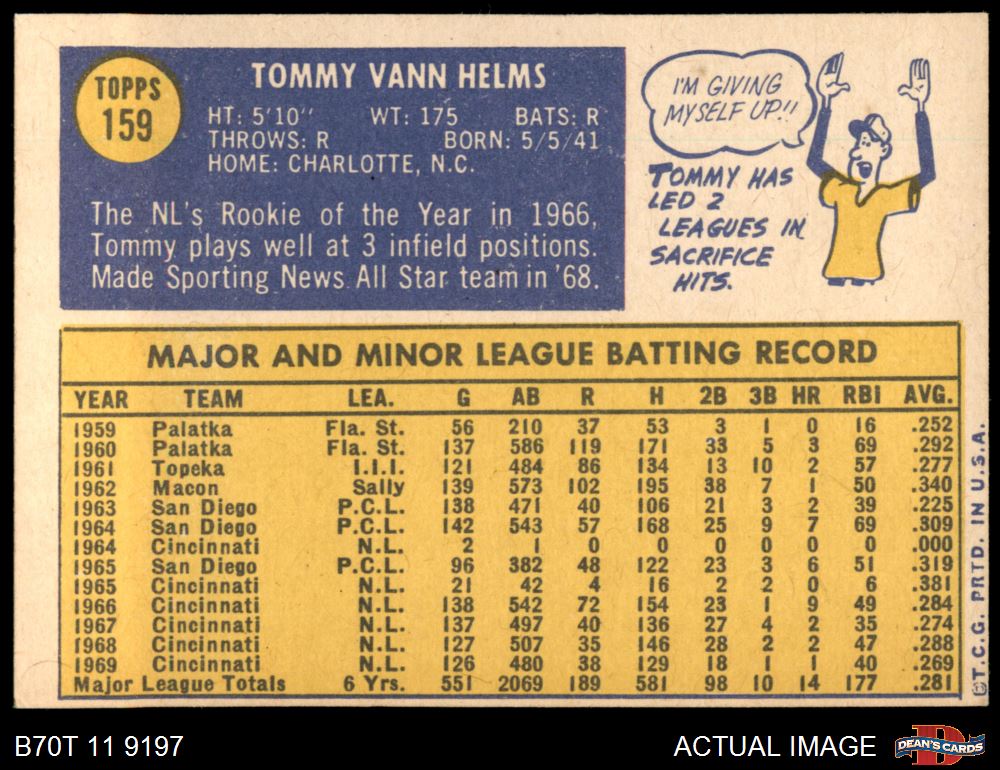 TOPPS
159
TOMMY VANN HELMS
HT: 5'10" WT: 175 BATS: R
THROWS: R BORN: 5/5/41
HOME: CHARLOTTE, N.C.
The NL's Rookie of the Year in 1966,
Tommy plays well at 3 infield positions.
Made Sporting News All Star team in '68.
I'M GIVING
MYSELF UP!!
TOMMY HAS
LED 2
LEAGUES IN
SACRIFICE
HITS.
MAJOR AND MINOR LEAGUE BATTING RECORD
YEAR TEAM LEA. G AB R H 2B 3B HR RBI AVG.
1959 Palatka Fla. St. 56 210 37 53 3 1 0 16 .252
1960 Palatka Fla. St. 137 586 119 171 33 5 3 69 .292
1961 Topeka I.I.I. 121 484 86 134 13 10 2 57 .277
1962 Macon Sally 139 573 102 195 38 7 1 50 .340
1963 San Diego P.C.L. 138 471 40 106 21 3 2 39 .225
1964 San Diego P.C.L. 142 543 57 168 25 9 7 69 .309
1964 Cincinnati N.L. 2 1 0 0 0 0 0 0 .000
1965 San Diego P.C.L. 96 382 48 122 23 3 6 51 .319
1965 Cincinnati N.L. 21 42 4 16 2 2 0 6 .381
1966 Cincinnati N.L. 138 542 72 154 23 1 9 49 .284
1967 Cincinnati N.L. 137 497 40 136 27 4 2 35 .274
1968 Cincinnati N.L. 127 507 35 146 28 2 2 47 .288
1969 Cincinnati N.L. 126 480 38 129 18 1 1 40 .269
Major League Totals 6 Yrs. 551 2069 189 581 98 10 14 177 .281
©T.C.G. PRTD. IN U.S.A.
B70T 11 9197
ACTUAL IMAGE
DEAN'S CARDS